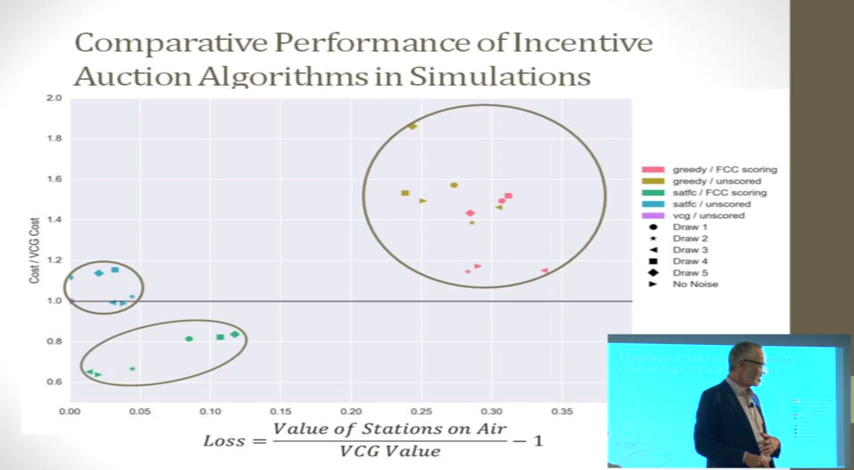 Comparative Performance of Incentive
Auction Algorithms in Simulations
2.0
1.8
1.6
1.4
1.2
1.0
0.8
0.6
Cost / VCG Cost
0.00 0.05 0.10 0.15 0.20 0.25 0.30 0.35
greedy / FCC scoring
greedy / unscored
satfc / FCC scoring
satfc / unscored
vcg / unscored
Draw 1
Draw 2
Draw 3
Draw 4
Draw 5
No Noise
Loss = Value of Stations on Air / VCG Value − 1